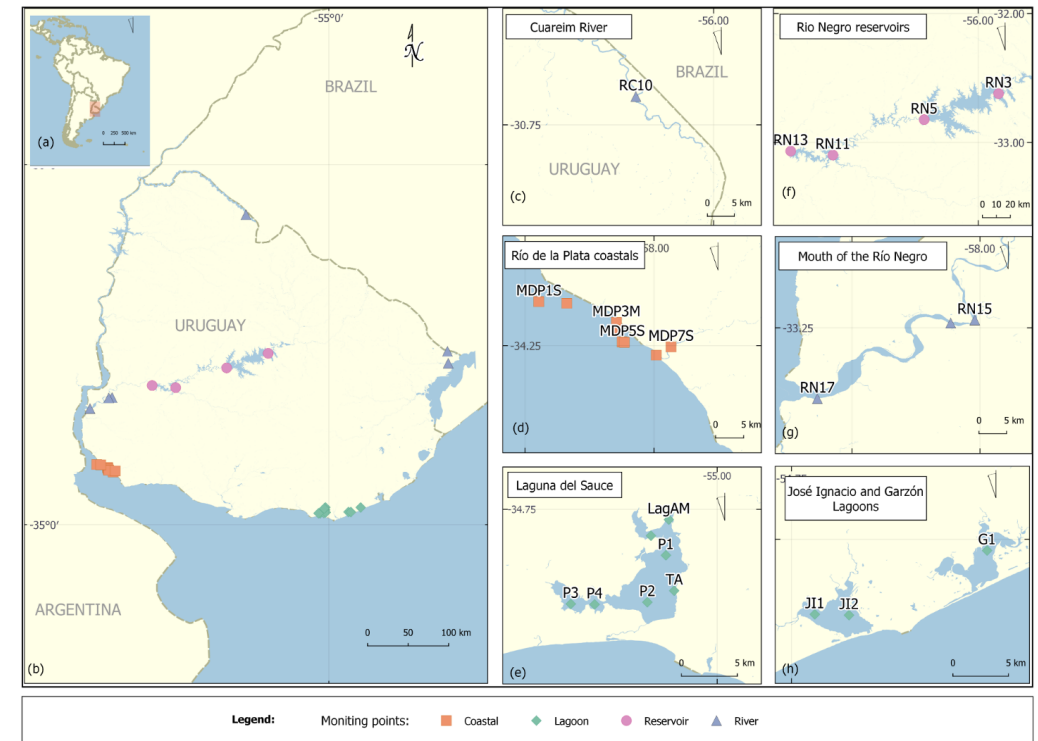 -55°0'
BRAZIL
N
(a)
0 200 300 km
URUGUAY
-35°0'
ARGENTINA
0 50 100 km
(b)
Cuareim River
-56.00
BRAZIL
RC10
-30.75
URUGUAY
(c)
0 5 km
Rio Negro reservoirs
-56.00
-32.00
RN3
RN5
RN13
RN11
-33.00
(f)
0 10 20 km
Río de la Plata coastals
-58.00
MDP1S
MDP3M
MDP5S
MDP7S
-34.25
(d)
0 5 km
Mouth of the Río Negro
-58.00
RN15
-33.25
RN17
(g)
0 5 km
Laguna del Sauce
-55.00
-34.75
LagAM
P1
TA
P3
P4
P2
(e)
0 5 km
José Ignacio and Garzón
Lagoons
G1
JI1
JI2
(h)
0 5 km
Legend: Moniting points: Coastal Lagoon Reservoir River